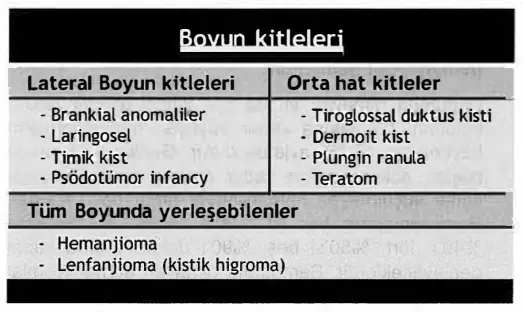 Boyun kitleleri
Lateral Boyun kitleleri
- Brankial anomaliler
- Laringosel
- Timik kist
- Psödotümor infancy
Orta hat kitleler
- Tiroglossal duktus kisti
- Dermoit kist
- Plungin ranula
- Teratom
Tüm Boyunda yerleşebilenler
Hemanjioma
- Lenfanjioma (kistik higroma)